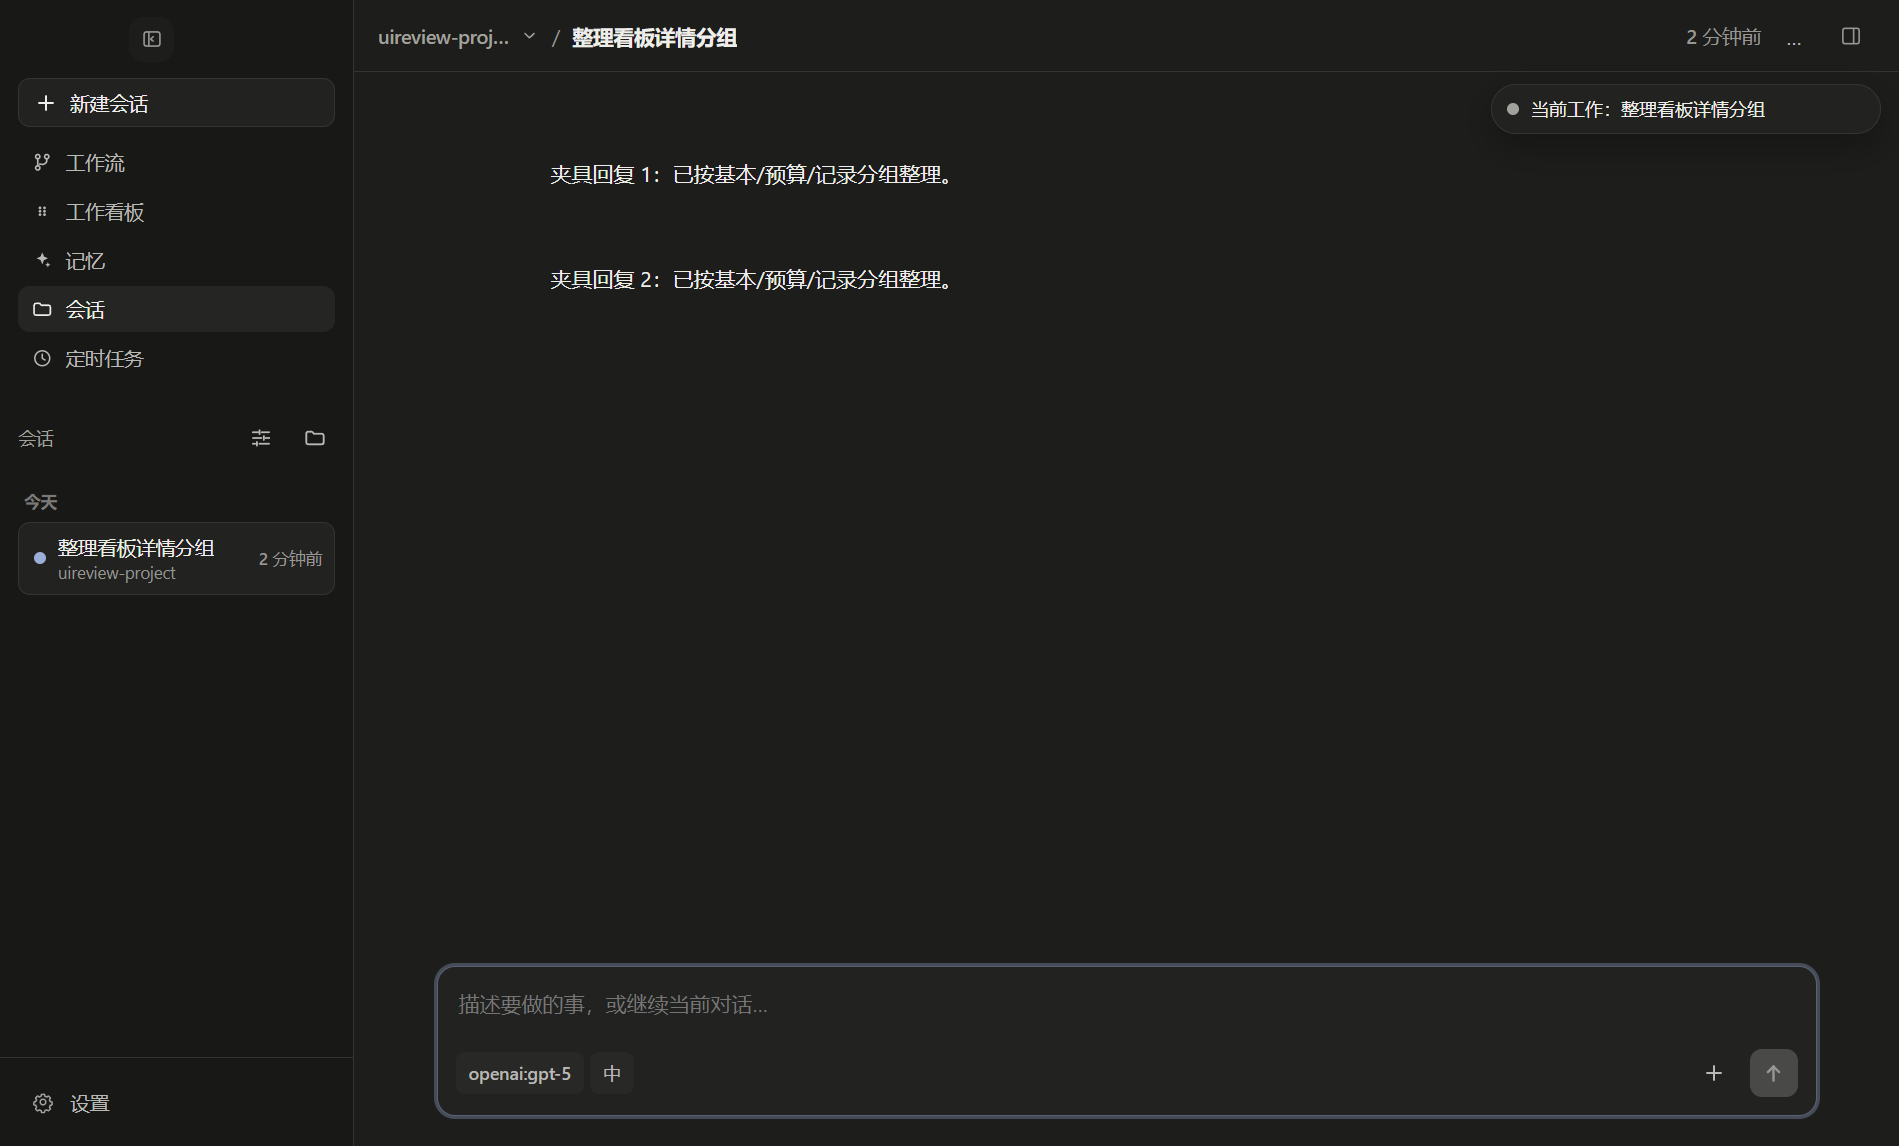 新建会话
工作流
工作看板
记忆
会话
定时任务
会话
今天
整理看板详情分组
uireview-project
2 分钟前
设置
uireview-proj... / 整理看板详情分组
2 分钟前 ...
当前工作：整理看板详情分组
夹具回复 1：已按基本/预算/记录分组整理。
夹具回复 2：已按基本/预算/记录分组整理。
描述要做的事，或继续当前对话...
openai:gpt-5 中